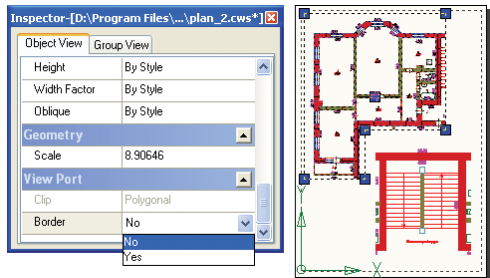 Inspector-[D:\Program Files\...\plan_2.cws*]
Object View Group View
Height By Style
Width Factor By Style
Oblique By Style
Geometry
Scale 8.90646
View Port
Clip Polygonal
Border No
No
Yes
Y
X